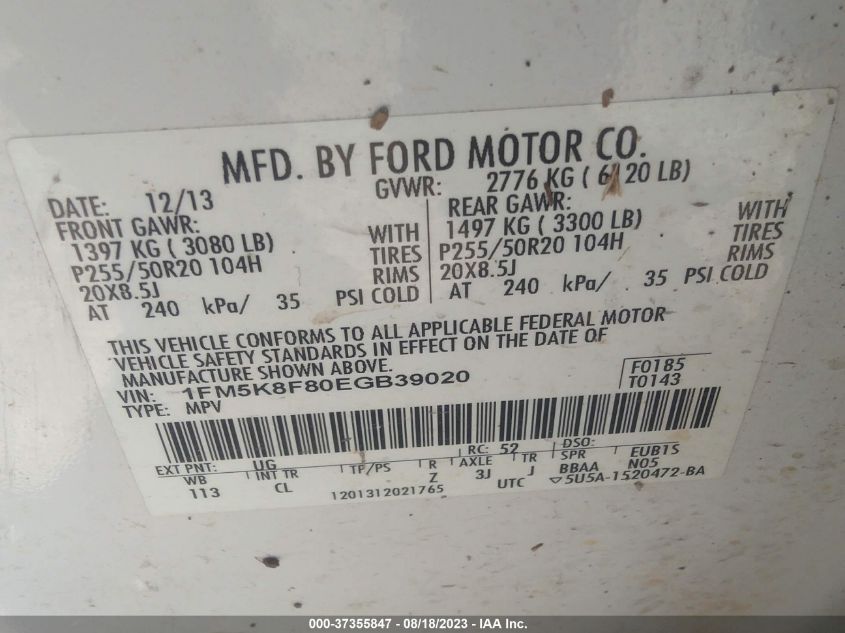 MFD. BY FORD MOTOR CO.
DATE: 12/13 GVWR: 2776 KG ( 6120 LB)
FRONT GAWR: REAR GAWR:
1397 KG ( 3080 LB) WITH 1497 KG ( 3300 LB) WITH
P255/50R20 104H TIRES P255/50R20 104H TIRES
20X8.5J RIMS 20X8.5J RIMS
AT 240 kPa/ 35 PSI COLD AT 240 kPa/ 35 PSI COLD
THIS VEHICLE CONFORMS TO ALL APPLICABLE FEDERAL MOTOR
VEHICLE SAFETY STANDARDS IN EFFECT ON THE DATE OF
MANUFACTURE SHOWN ABOVE.
VIN: 1FM5K8F80EGB39020 F0185
TYPE: MPV T0143
EXT PNT: UG RC: 52 DSO:
WB INT TR TP/PS R AXLE TR SPR EUB1S
113 CL Z 3J J BBAA N05
1201312021765 UTC ▽5U5A-1520472-BA
000-37355847 - 08/18/2023 - IAA Inc.